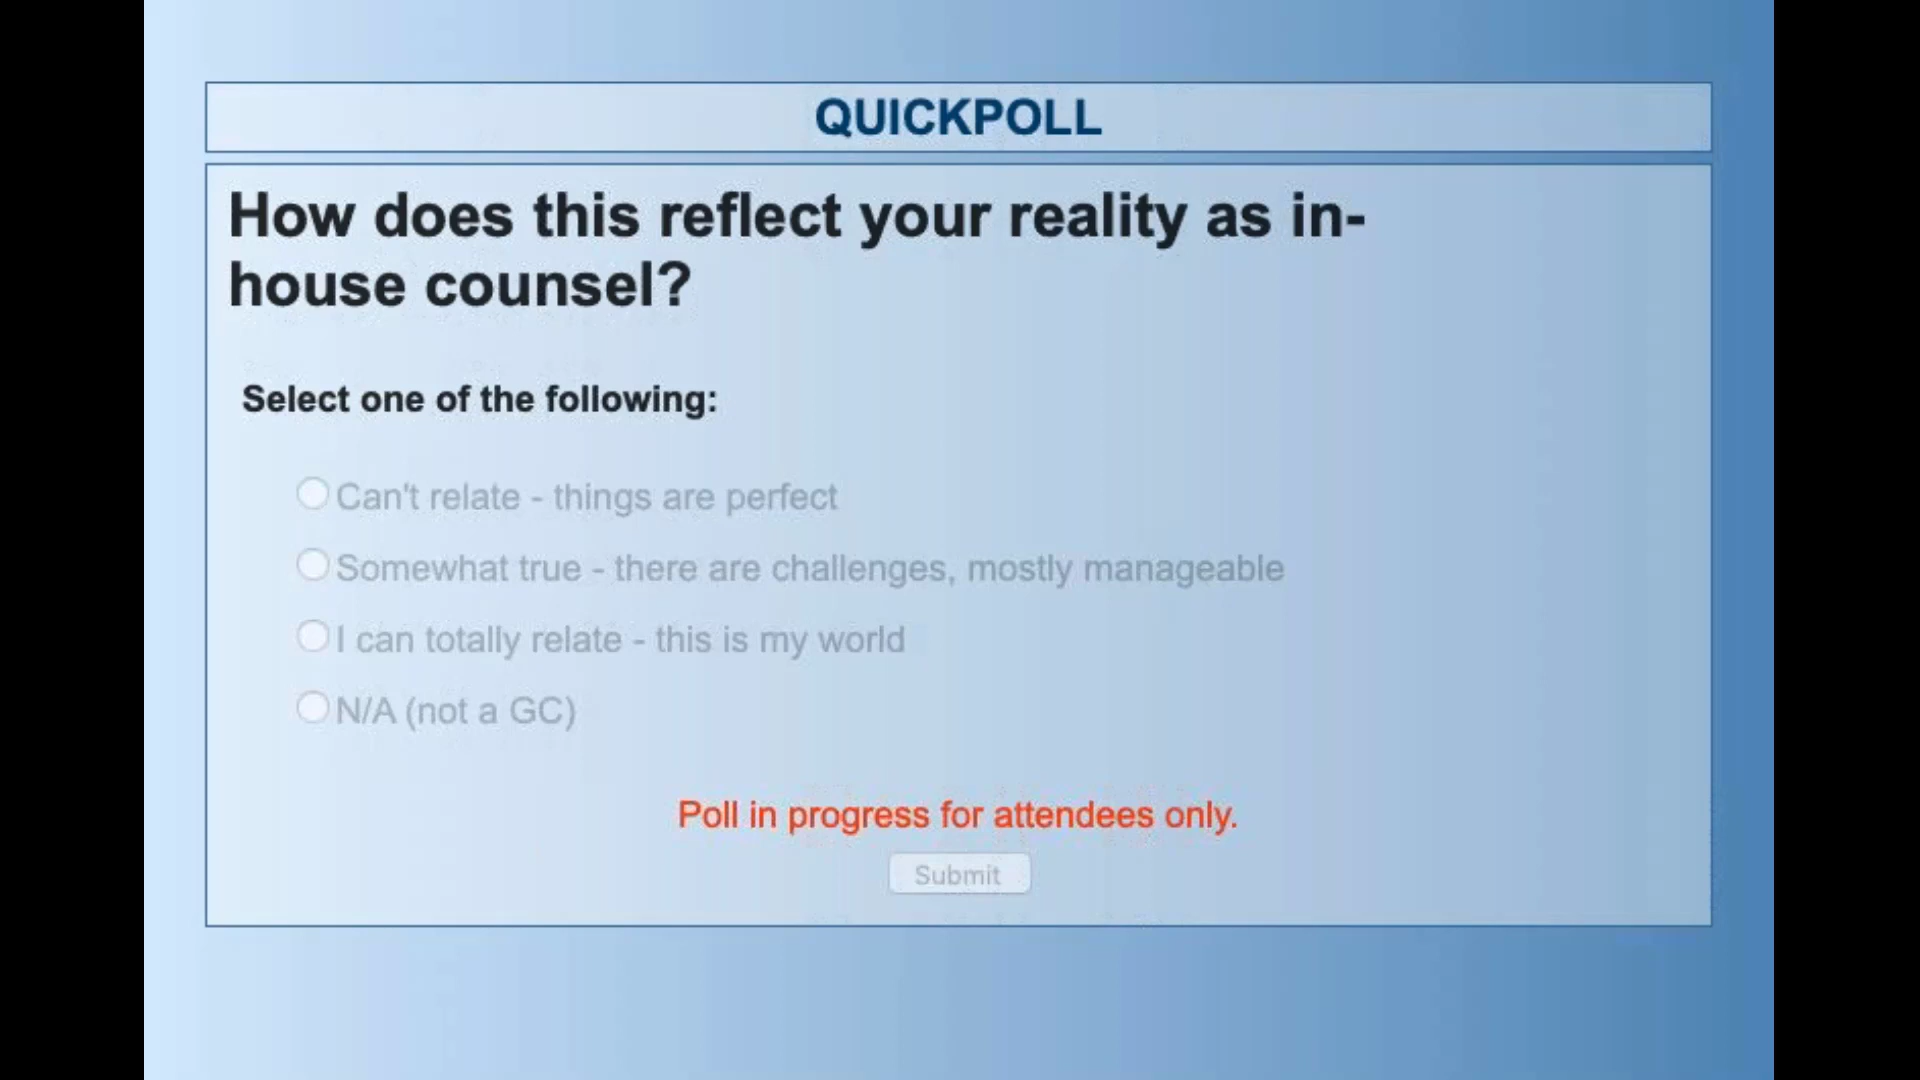 QUICKPOLL
How does this reflect your reality as in-
house counsel?
Select one of the following:
Can't relate - things are perfect
Somewhat true - there are challenges, mostly manageable
I can totally relate - this is my world
N/A (not a GC)
Poll in progress for attendees only.
Submit